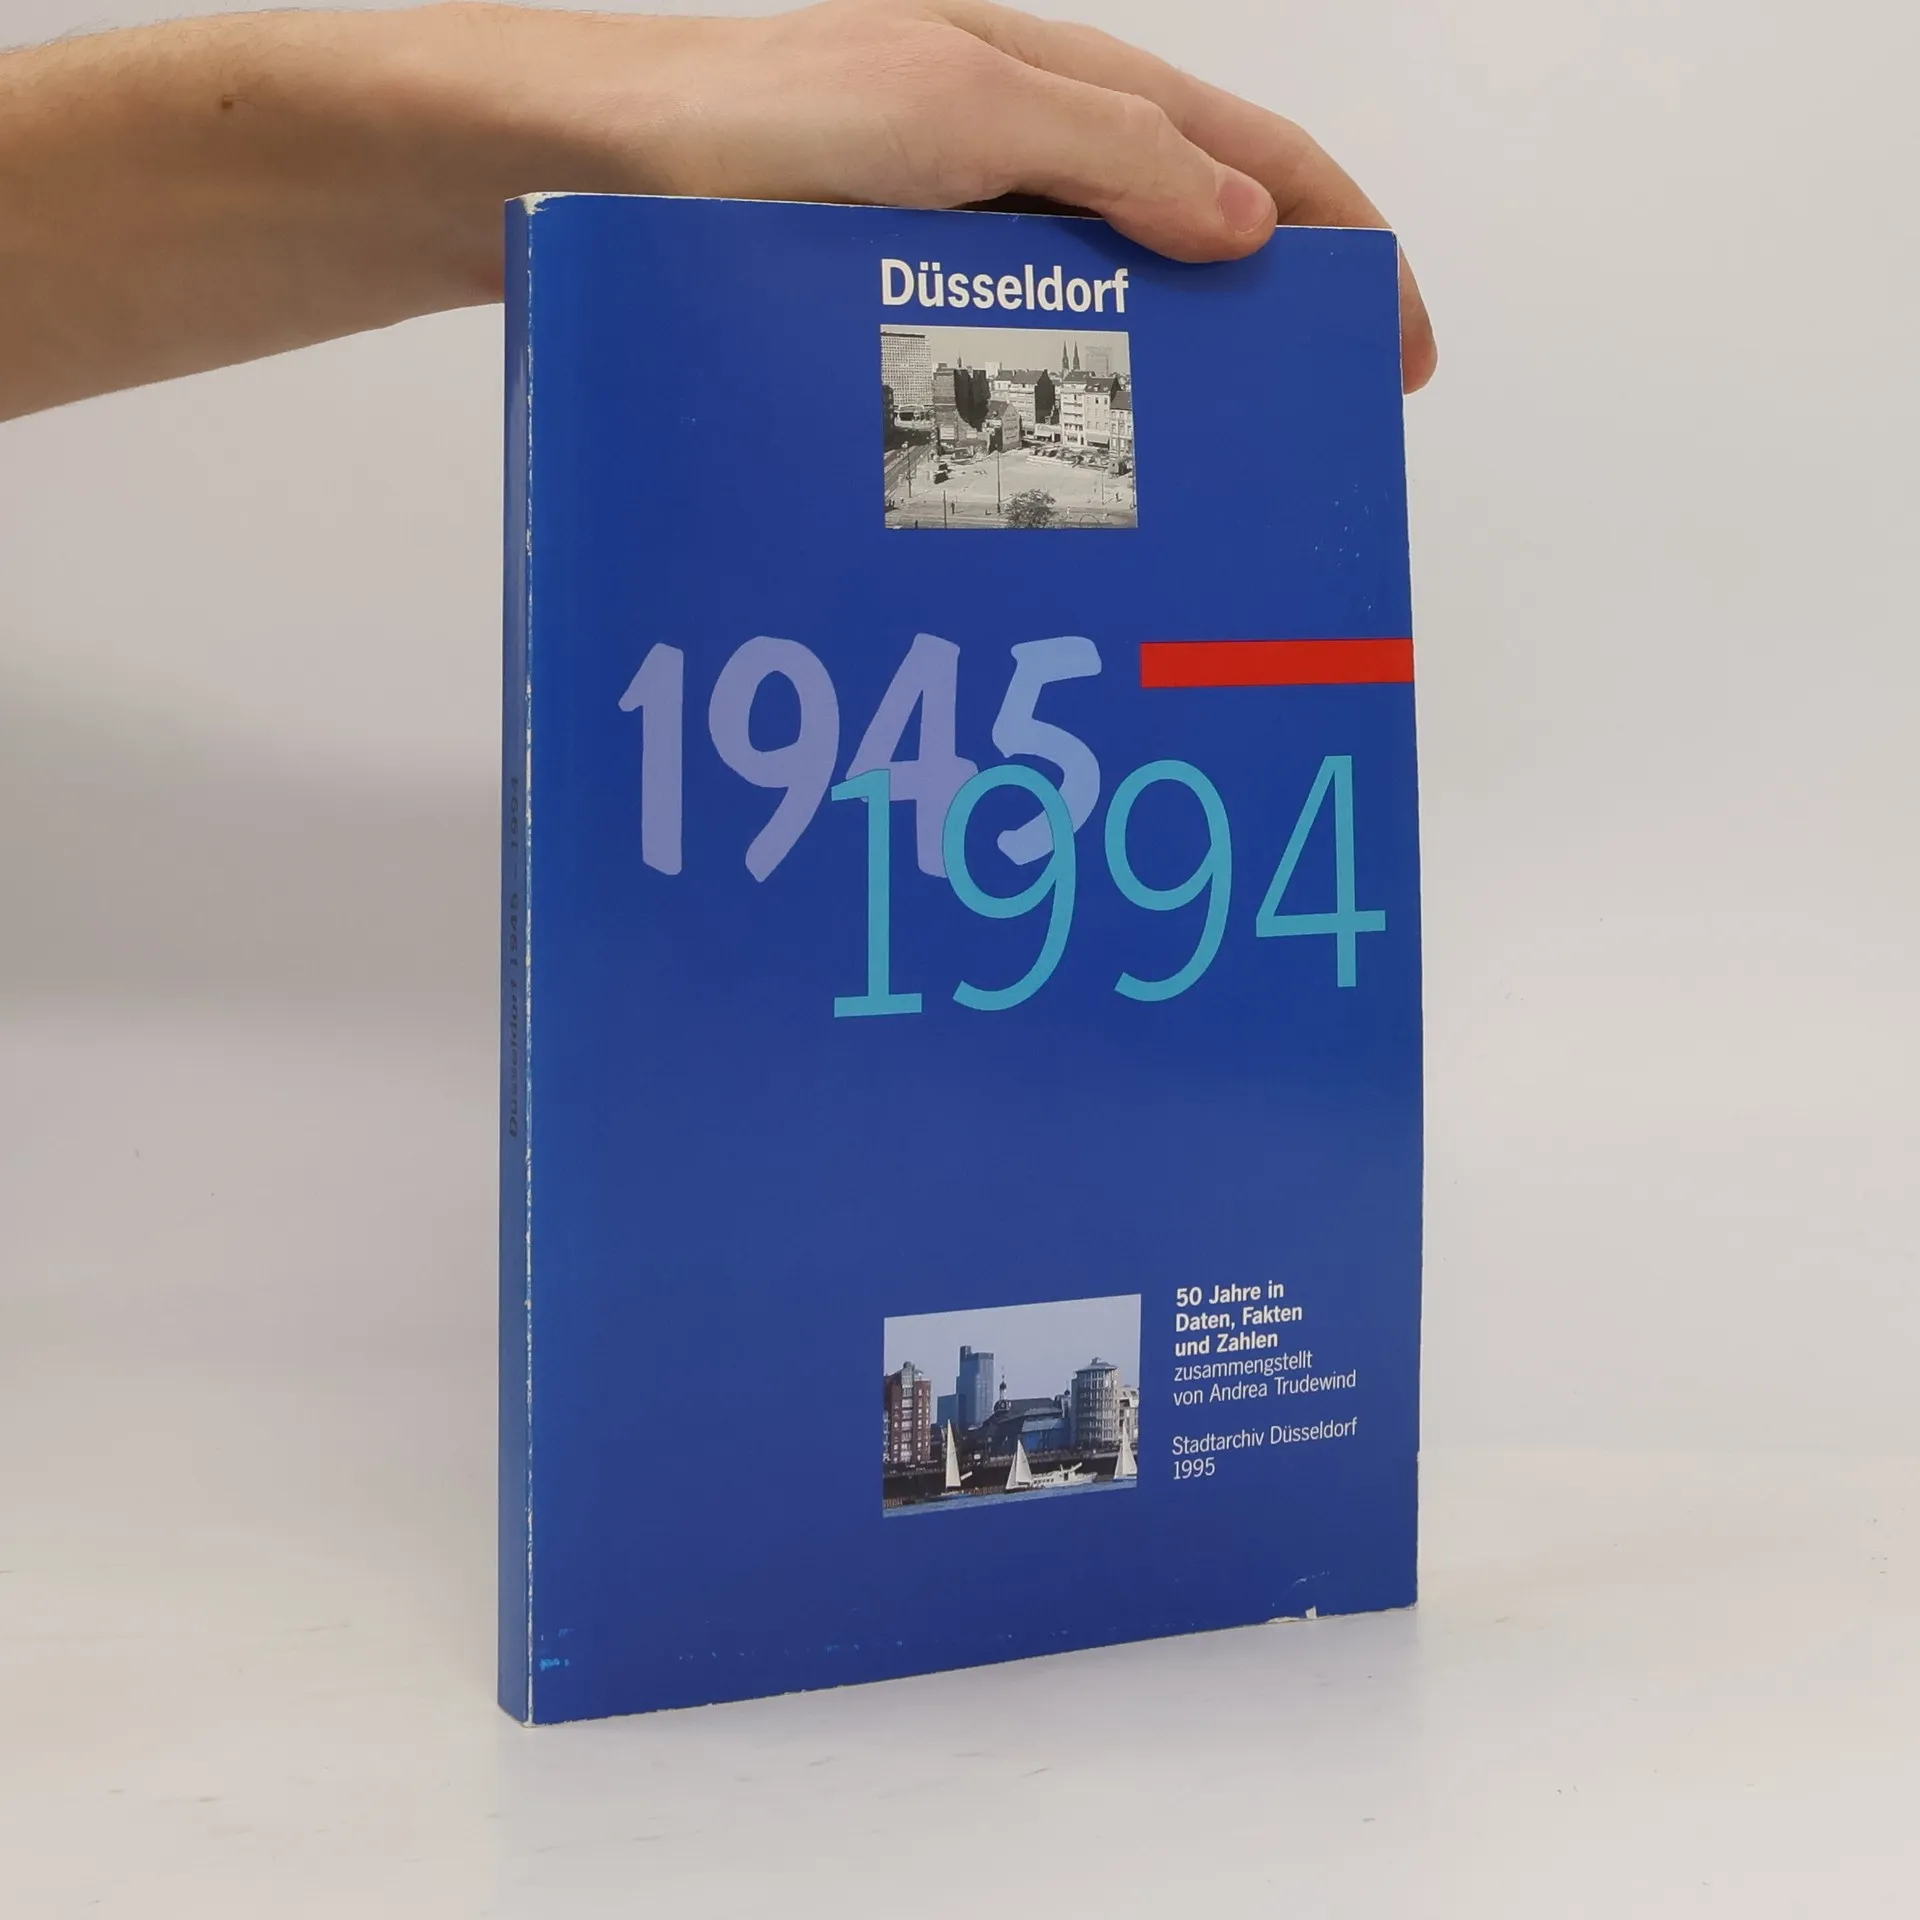 Düsseldorf
1945
1994
50 Jahre in
Daten, Fakten
und Zahlen
zusammengstellt
von Andrea Trudewind
Stadtarchiv Düsseldorf
1995
Düsseldorf 1945 – 1994